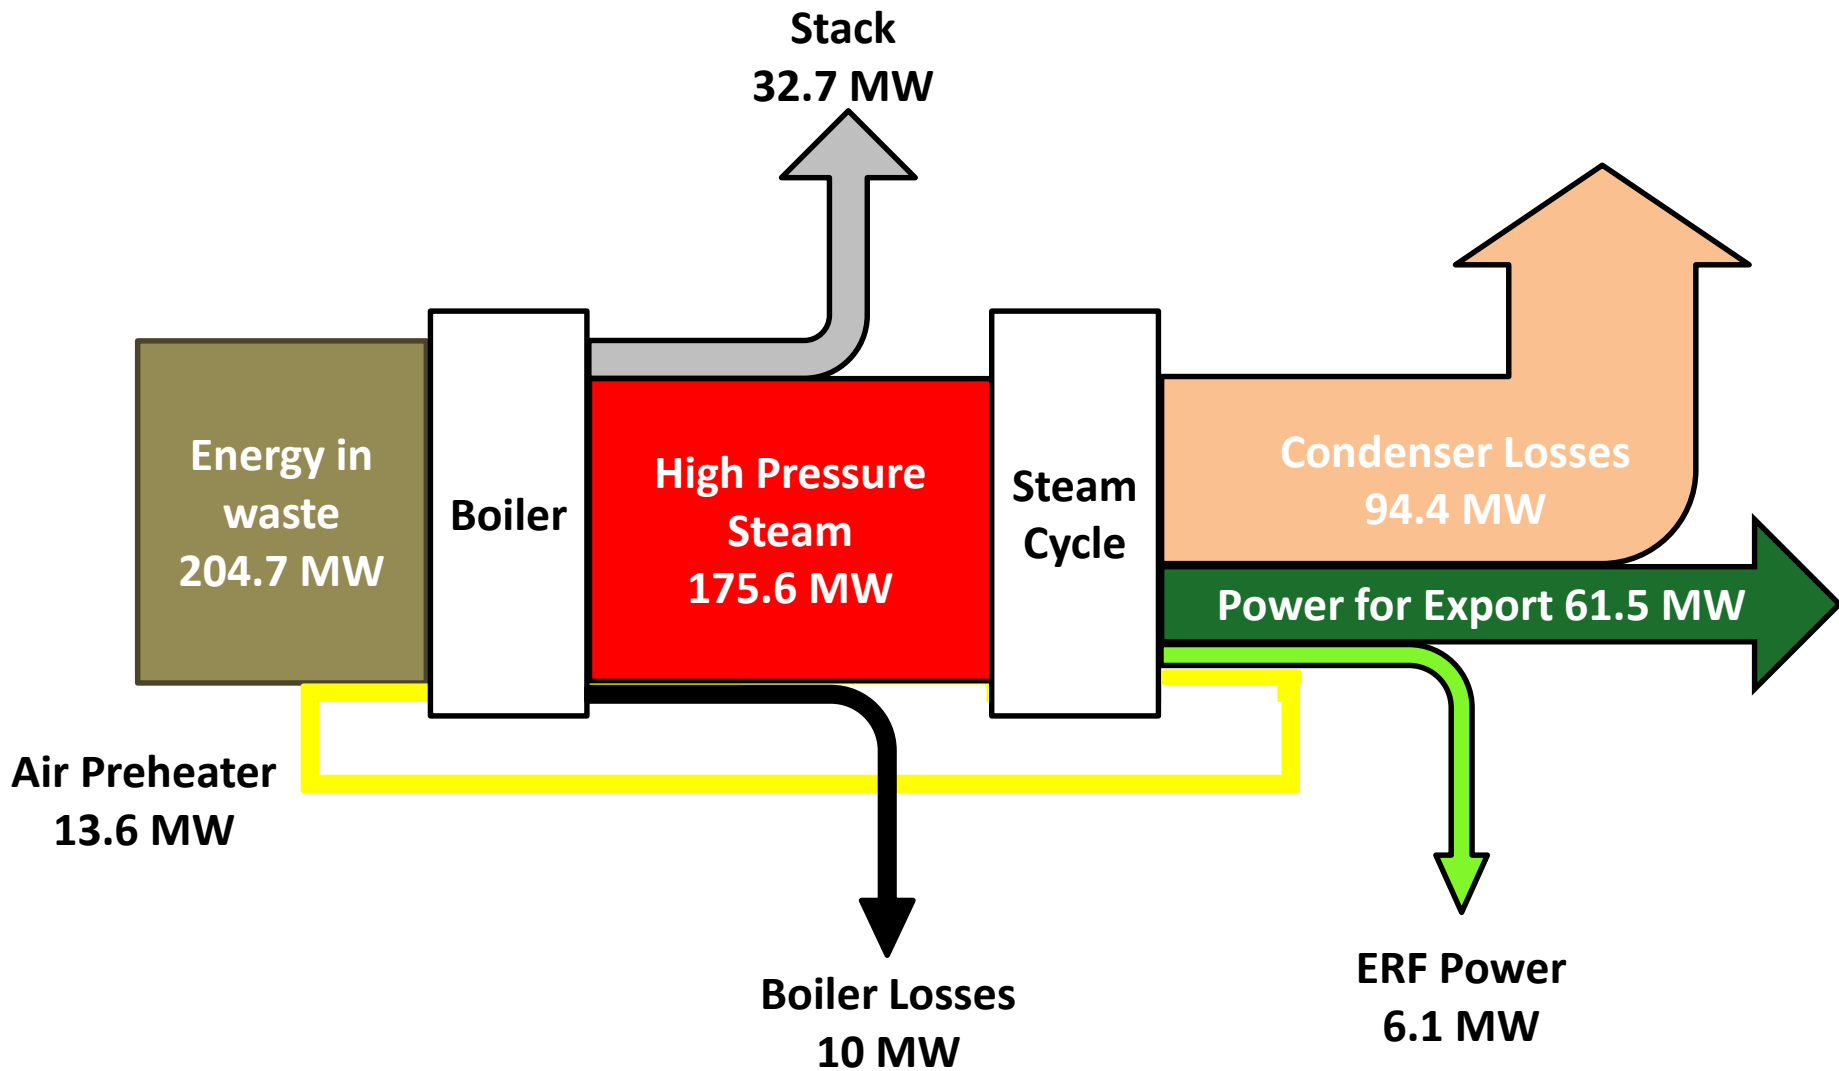 Stack
32.7 MW
Energy in
waste
204.7 MW
Boiler
High Pressure
Steam
175.6 MW
Steam
Cycle
Condenser Losses
94.4 MW
Power for Export 61.5 MW
Air Preheater
13.6 MW
Boiler Losses
10 MW
ERF Power
6.1 MW